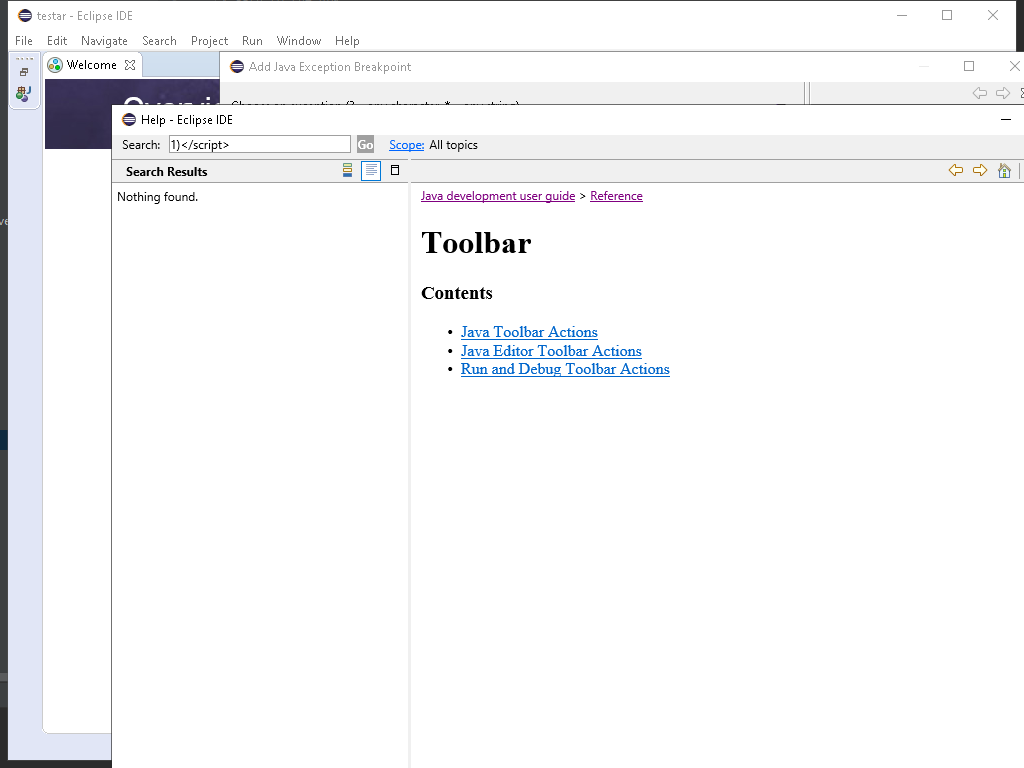 testar - Eclipse IDE
File Edit Navigate Search Project Run Window Help
Welcome
Add Java Exception Breakpoint
Help - Eclipse IDE
Search: 1)</script> Go Scope: All topics
Search Results
Nothing found.
Java development user guide > Reference
Toolbar
Contents
• Java Toolbar Actions
• Java Editor Toolbar Actions
• Run and Debug Toolbar Actions